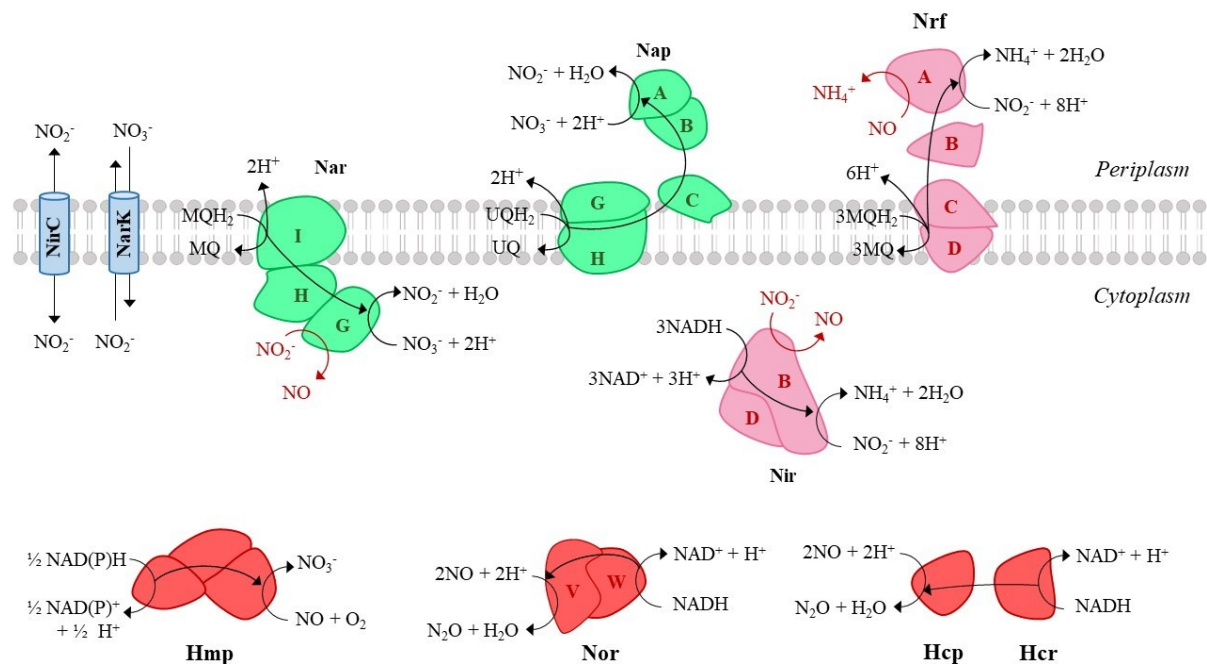 Nrf
Nap
NO₂⁻ + H₂O
A
NO₃⁻ + 2H⁺
B
A
NH₄⁺ + 2H₂O
NH₄⁺
NO
NO₂⁻ + 8H⁺
B
NO₂⁻
NO₃⁻
2H⁺
Nar
2H⁺
6H⁺
Periplasm
NirC
NarK
MQH₂
MQ
I
UQH₂
UQ
G
H
C
3MQH₂
3MQ
C
D
Cytoplasm
NO₂⁻
NO₂⁻
H
G
NO₂⁻ + H₂O
NO₂⁻
NO₃⁻ + 2H⁺
NO
NO₂⁻
NO
3NADH
3NAD⁺ + 3H⁺
B
D
NH₄⁺ + 2H₂O
NO₂⁻ + 8H⁺
Nir
½ NAD(P)H
NO₃⁻
½ NAD(P)⁺
+ ½ H⁺
NO + O₂
Hmp
2NO + 2H⁺
NAD⁺ + H⁺
V
W
N₂O + H₂O
NADH
Nor
2NO + 2H⁺
NAD⁺ + H⁺
N₂O + H₂O
NADH
Hcp
Hcr